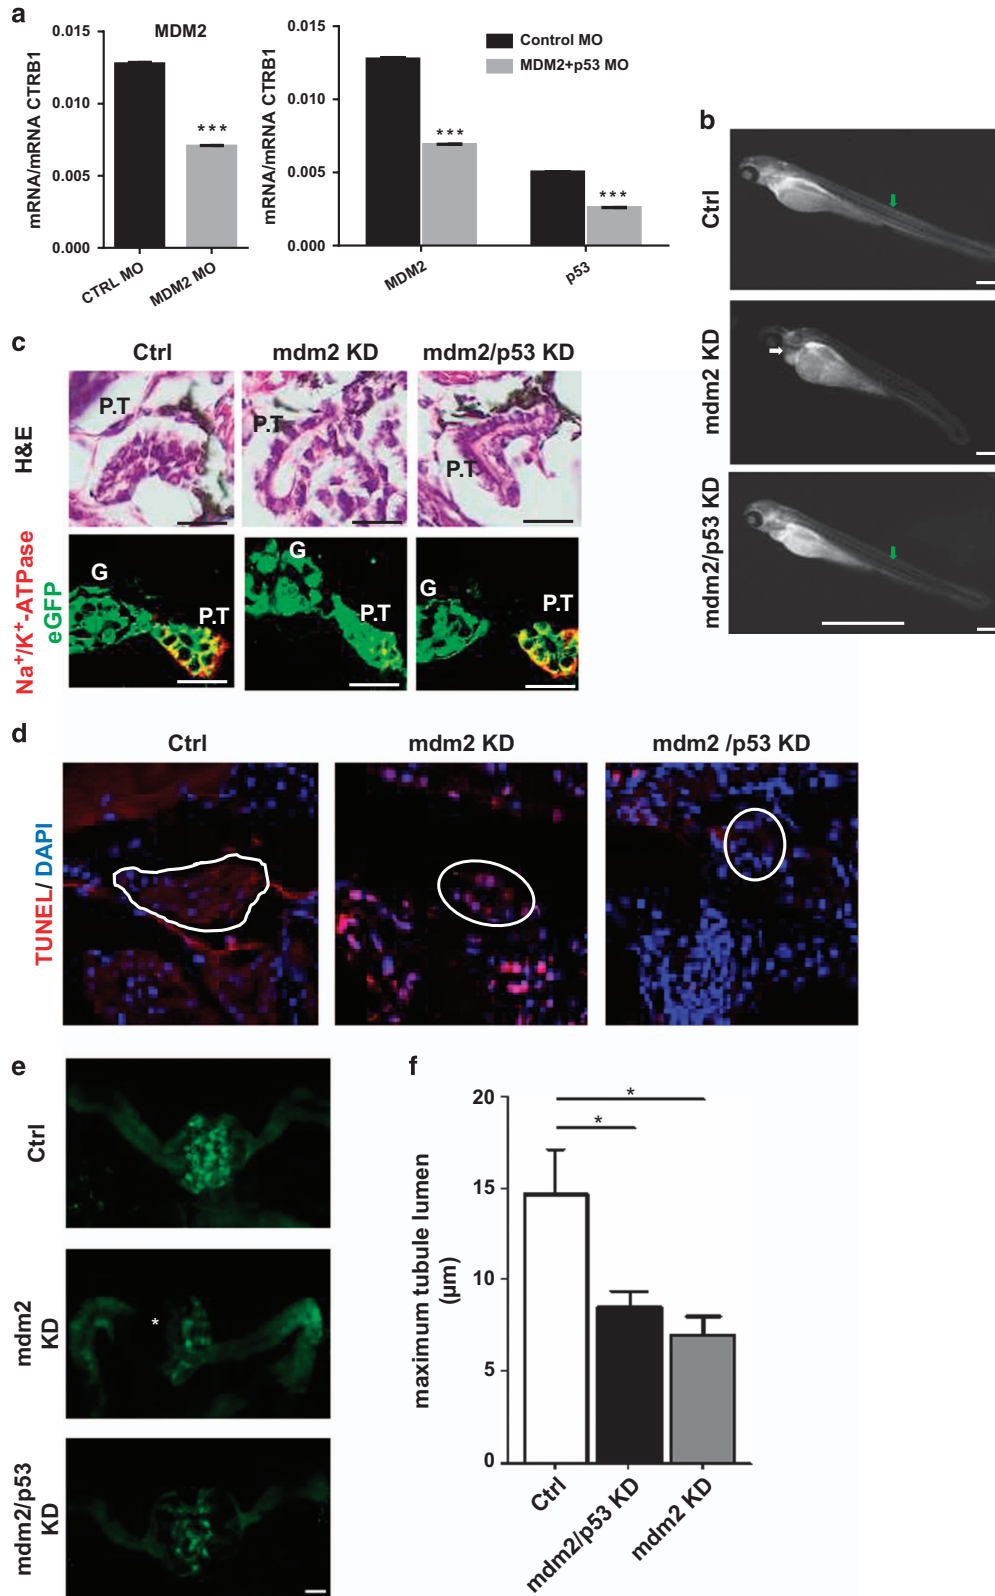 a
MDM2
mRNA/mRNA CTRB1
0.015
0.010
0.005
0.000
CTRL MO
MDM2 MO
mRNA/mRNA CTRB1
0.015
0.010
0.005
0.000
Control MO
MDM2+p53 MO
***
***
***
MDM2
p53
b
Ctrl
mdm2 KD
mdm2/p53 KD
c
Ctrl
mdm2 KD
mdm2/p53 KD
H&E
P.T
P.T
P.T
Na⁺/K⁺-ATPase
eGFP
G
P.T
G
P.T
G
P.T
d
Ctrl
mdm2 KD
mdm2 /p53 KD
TUNEL/ DAPI
e
Ctrl
mdm2
KD
*
mdm2/p53
KD
f
maximum tubule lumen
(μm)
20
15
10
5
0
*
*
Ctrl
mdm2/p53 KD
mdm2 KD